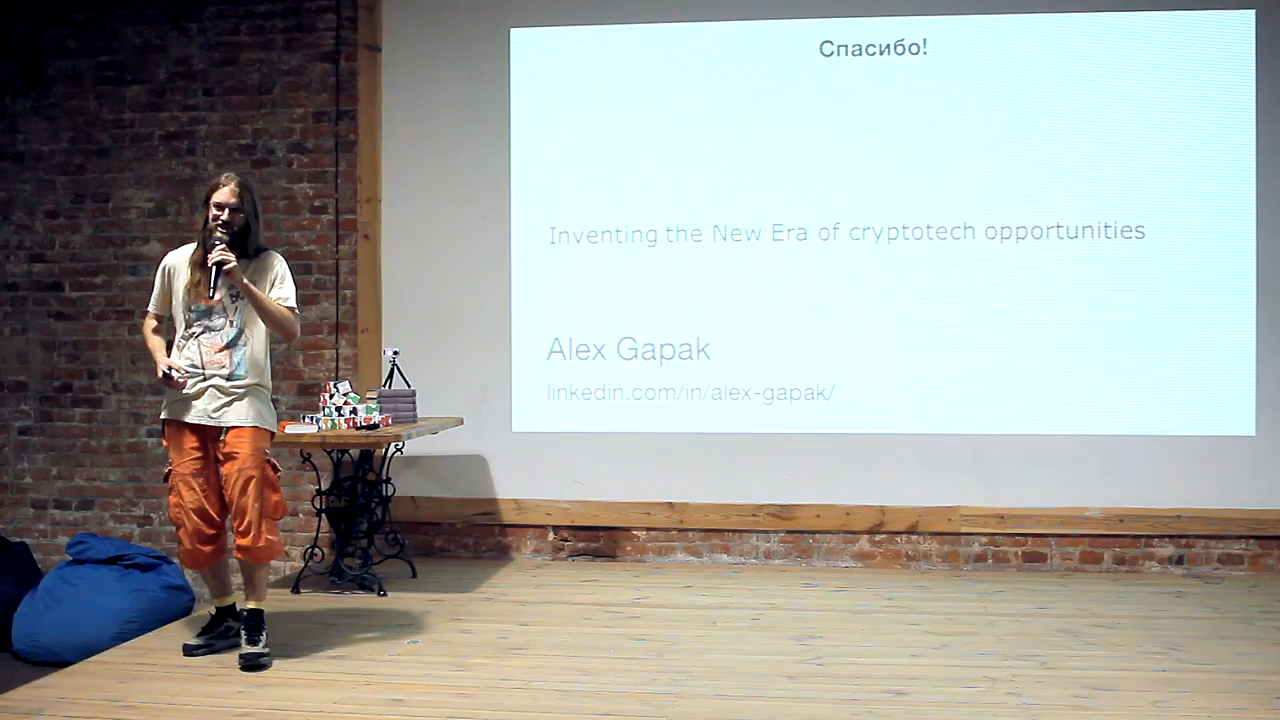 Спасибо!
Inventing the New Era of cryptotech opportunities
Alex Gapak
linkedin.com/in/alex-gapak/